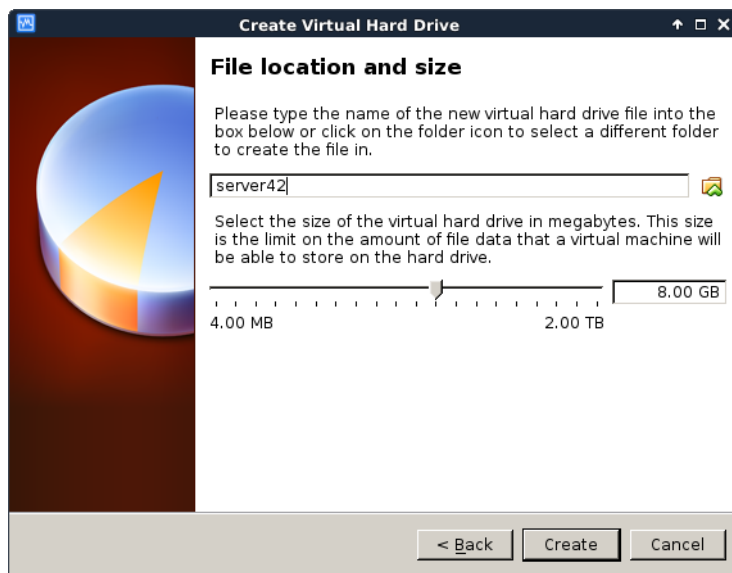 Create Virtual Hard Drive
File location and size
Please type the name of the new virtual hard drive file into the
box below or click on the folder icon to select a different folder
to create the file in.
server42
Select the size of the virtual hard drive in megabytes. This size
is the limit on the amount of file data that a virtual machine will
be able to store on the hard drive.
8.00 GB
4.00 MB 2.00 TB
< Back Create Cancel